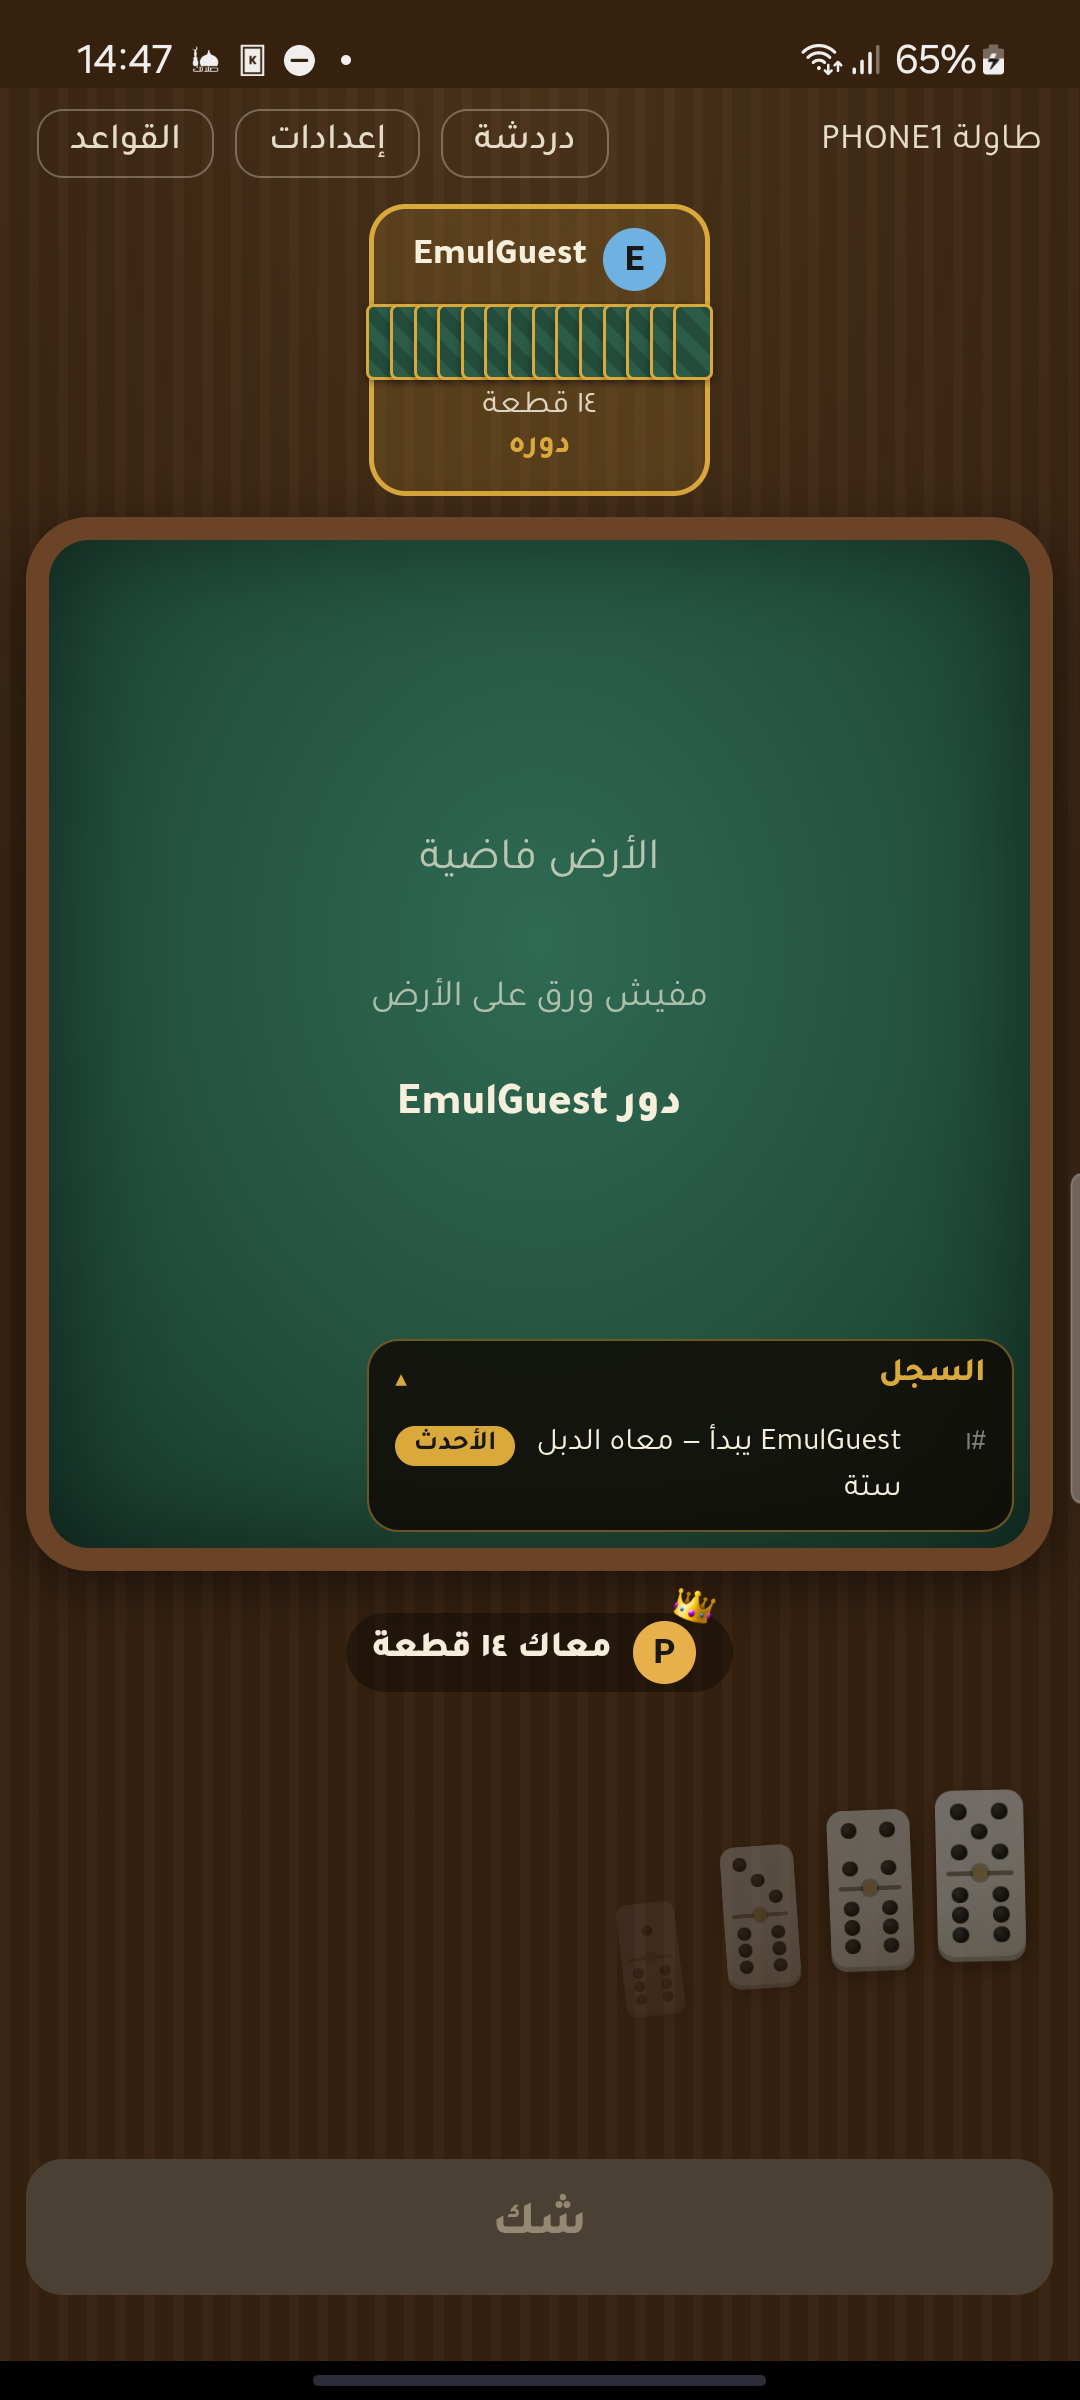 14:47 65%
طاولة PHONE1 دردشة إعدادات القواعد
E EmulGuest
١٤ قطعة
دوره
الأرض فاضية
مفيش ورق على الأرض
دور EmulGuest
السجل
#١ EmulGuest يبدأ – معاه الدبل الأحدث
ستة
P معاك ١٤ قطعة
شك